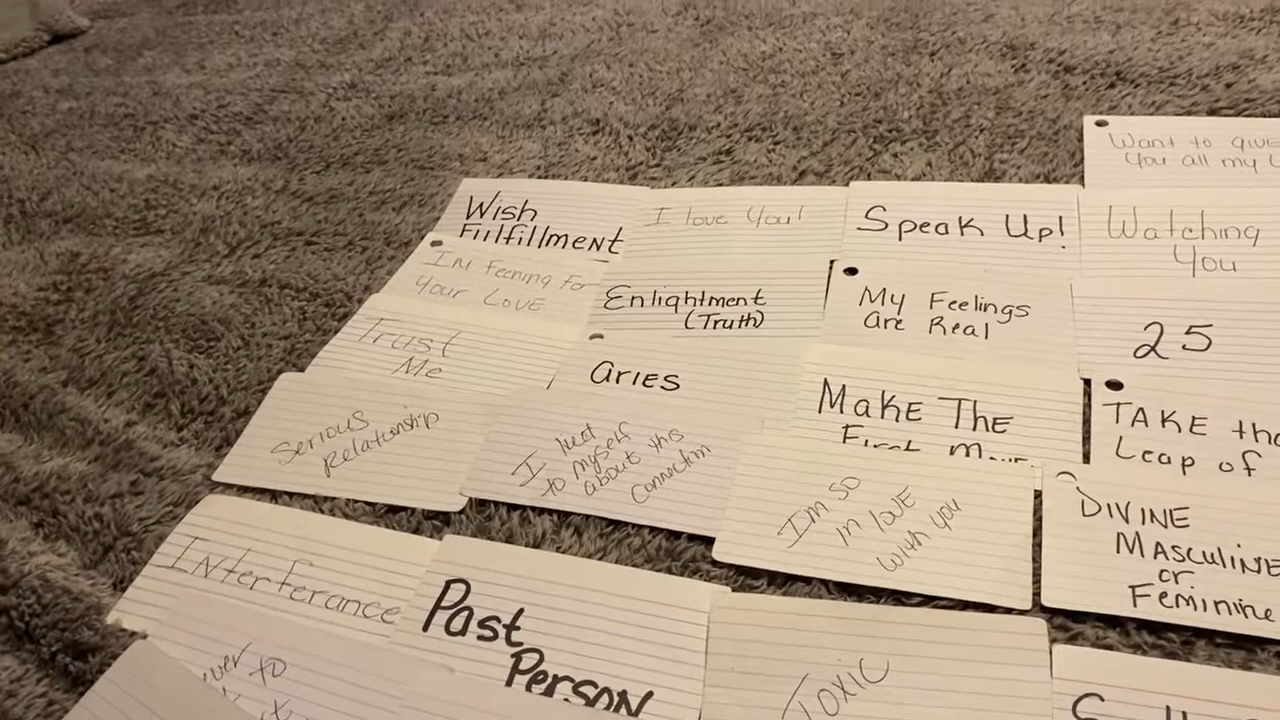 Want to give
you all my
Wish
Fulfillment
I love You!
Speak Up!
Watching
You
I'm Feening For
Your Love
Enlightment
(Truth)
My Feelings
are Real
25
Trust
Me
Aries
Make The
First
TAKE the
Leap of
Serious
Relationship
to myself
about this
Connection
I'm so
in love
with you
DIVINE
MASCULINE
or
Feminine
Interferance
Past
Person
Toxic